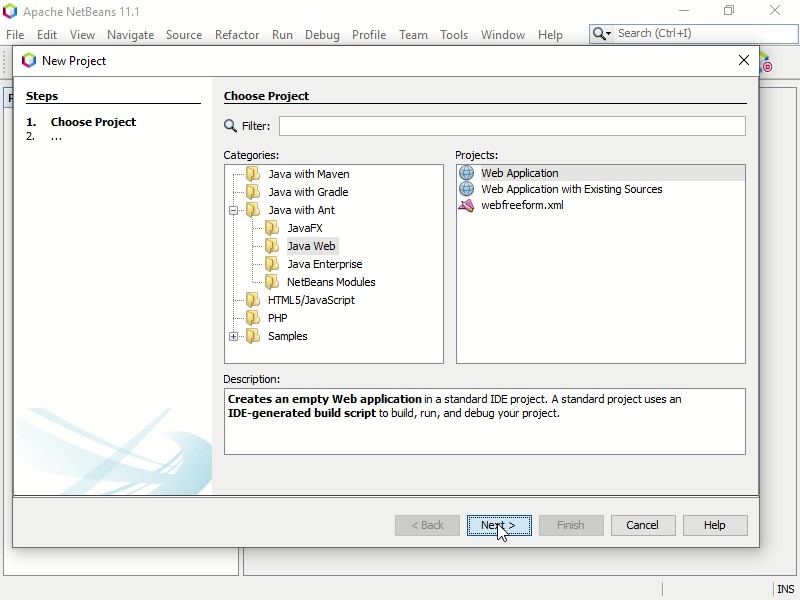 Apache NetBeans 11.1
File Edit View Navigate Source Refactor Run Debug Profile Team Tools Window Help
Search (Ctrl+I)
New Project
Steps
1. Choose Project
2. ...
Choose Project
Filter:
Categories:
Java with Maven
Java with Gradle
Java with Ant
JavaFX
Java Web
Java Enterprise
NetBeans Modules
HTML5/JavaScript
PHP
Samples
Projects:
Web Application
Web Application with Existing Sources
webfreeform.xml
Description:
Creates an empty Web application in a standard IDE project. A standard project uses an
IDE-generated build script to build, run, and debug your project.
< Back Next > Finish Cancel Help
INS